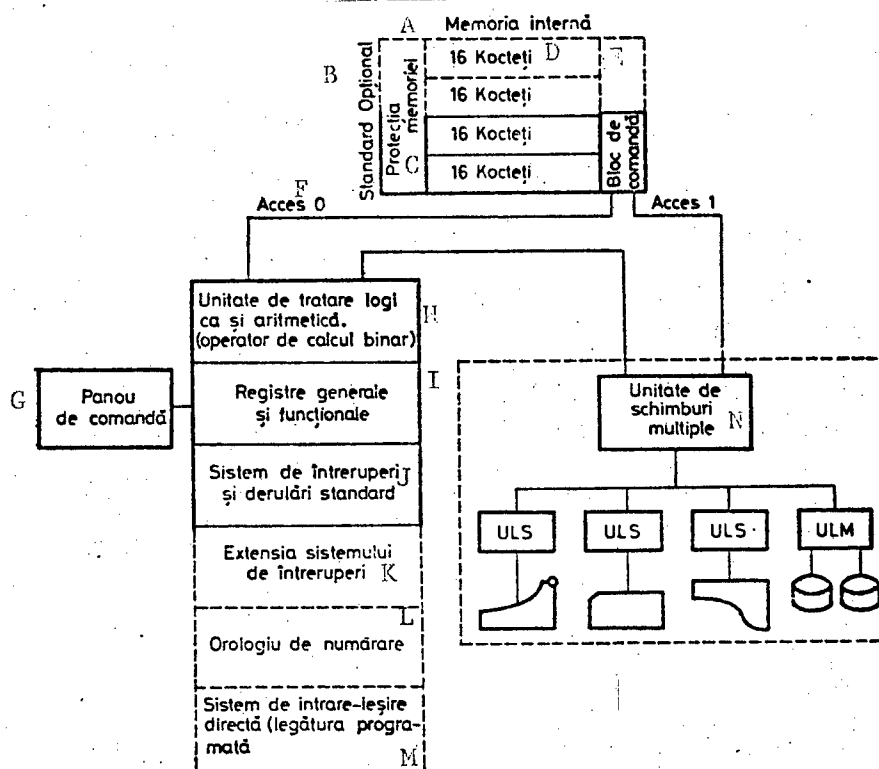 A Memoria internă
B
Standard Opțional
Protecția memoriei
C
16 Kocteți D
16 Kocteți
16 Kocteți
16 Kocteți
E
Bloc de comandă
F
Acces 0
Acces 1
Unitate de tratare logi
ca și aritmetică.
(operator de calcul binar)
H
I
G
Panou
de comandă
Registre generale
și funcționale
Sistem de întreruperi
și derulări standard
J
Extensia sistemului
de întreruperi K
L
Orologiu de numărare
Sistem de intrare-ieșire
directă (legătura progra-
mată
M
Unitate de
schimburi
multiple N
ULS
ULS
ULS
ULM